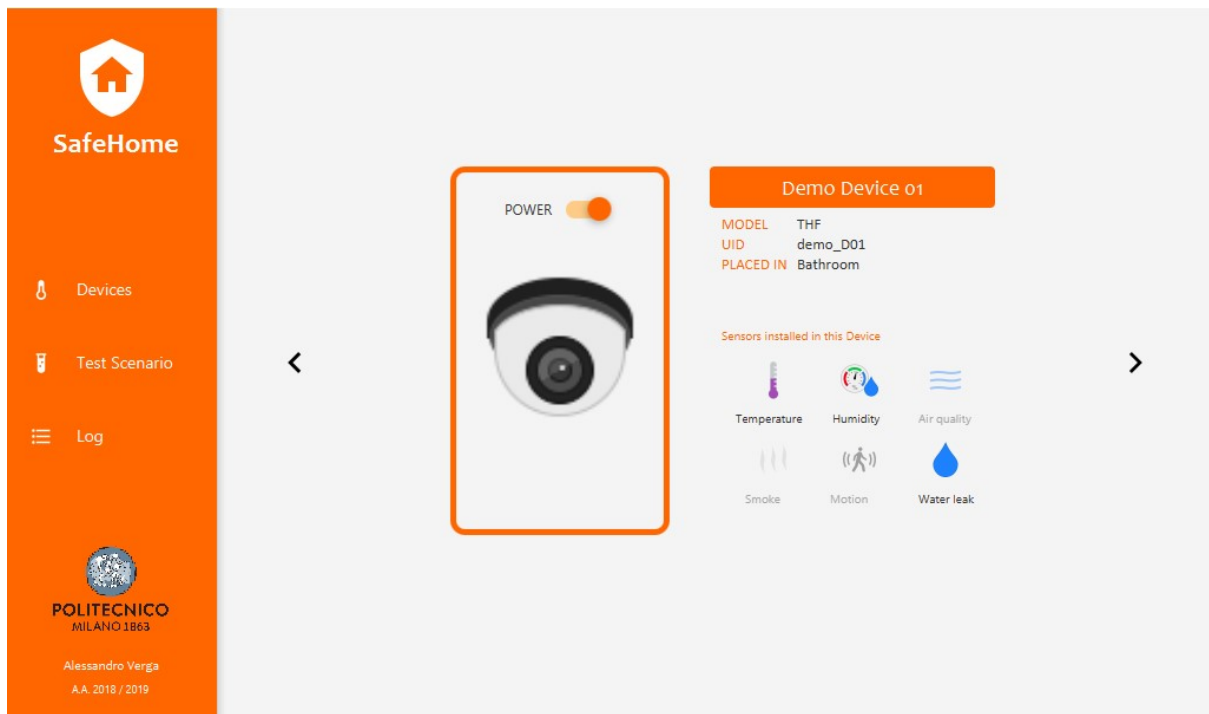 SafeHome
Devices
Test Scenario
Log
POLITECNICO
MILANO 1863
Alessandro Verga
A.A. 2018 / 2019
POWER
Demo Device 01
MODEL THF
UID demo_D01
PLACED IN Bathroom
Sensors installed in this Device
Temperature Humidity Air quality
Smoke Motion Water leak